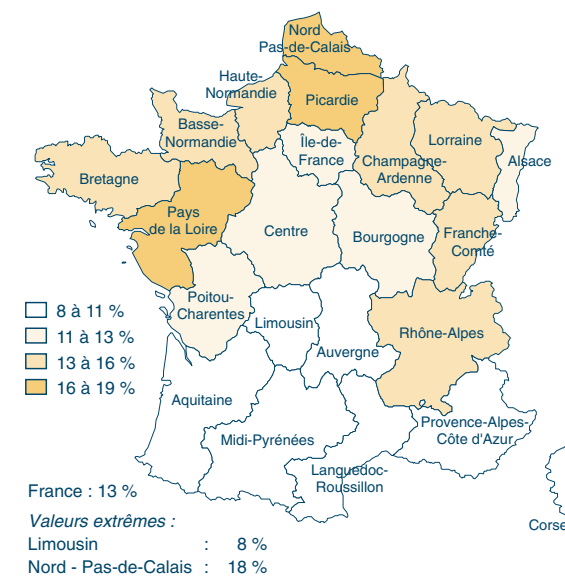 Nord
Pas-de-Calais
Haute-
Normandie
Picardie
Basse-
Normandie
Île-de-
France
Champagne-
Ardenne
Lorraine
Alsace
Bretagne
Pays
de la Loire
Centre
Bourgogne
Franche-
Comté
Poitou-
Charentes
Limousin
Auvergne
Rhône-Alpes
8 à 11 %
11 à 13 %
13 à 16 %
16 à 19 %
Aquitaine
Midi-Pyrénées
Languedoc-
Roussillon
Provence-Alpes-
Côte d'Azur
Corse
France : 13 %
Valeurs extrêmes :
Limousin : 8 %
Nord - Pas-de-Calais : 18 %